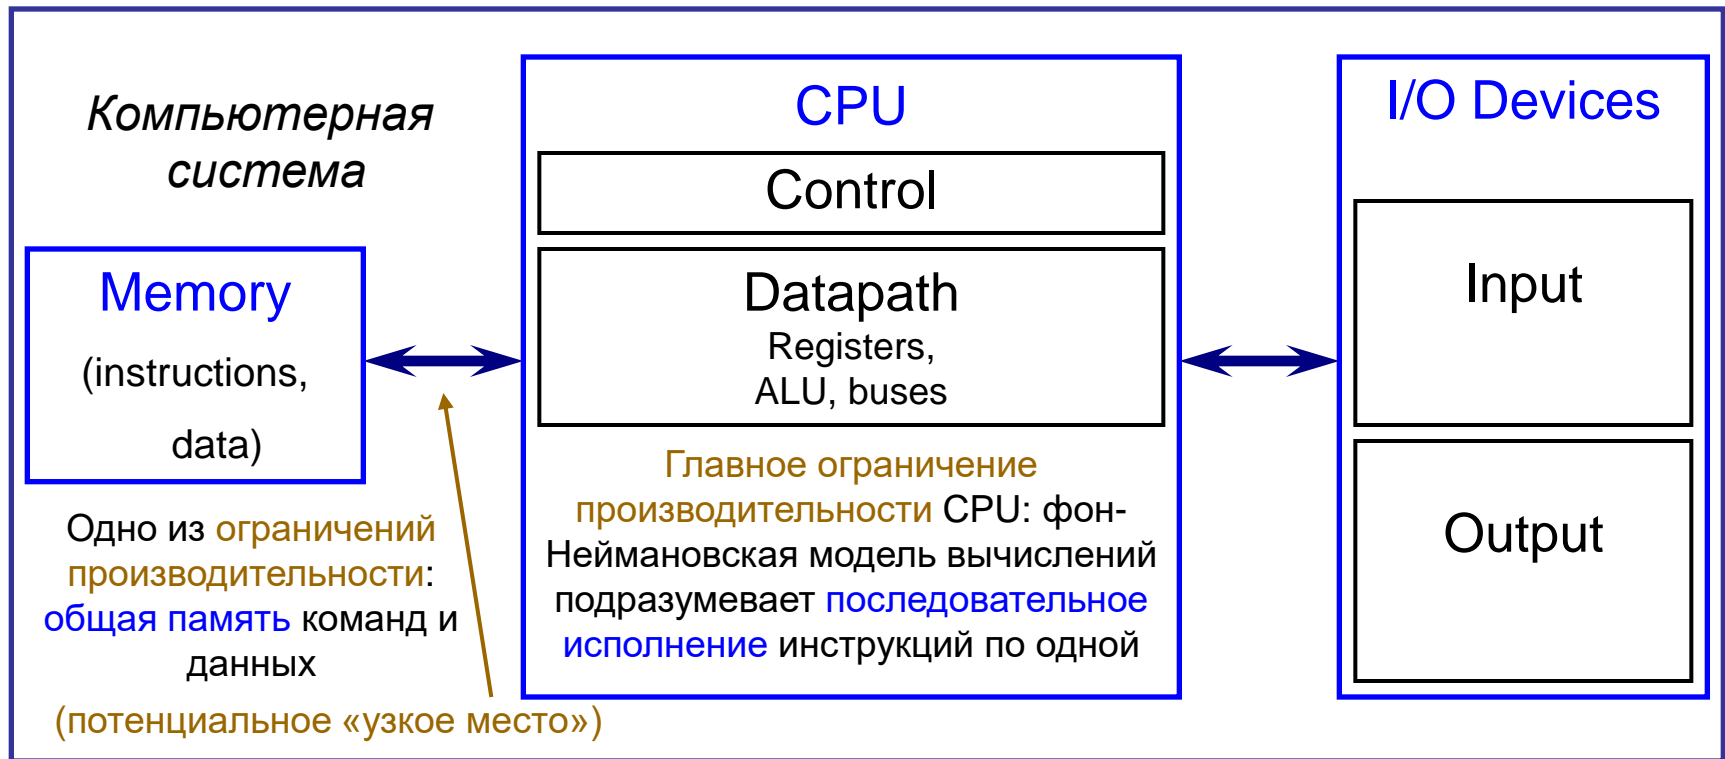 Компьютерная
система
Memory
(instructions,
data)
Одно из ограничений
производительности:
общая память команд и
данных
(потенциальное «узкое место»)
CPU
Control
Datapath
Registers,
ALU, buses
Главное ограничение
производительности CPU: фон-
Неймановская модель вычислений
подразумевает последовательное
исполнение инструкций по одной
I/O Devices
Input
Output